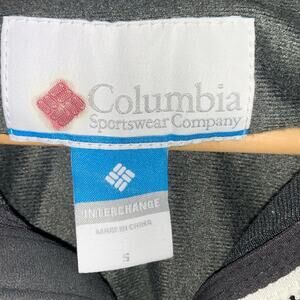 Columbia
Sportswear Company
INTERCHANGE
MADE IN CHINA
S